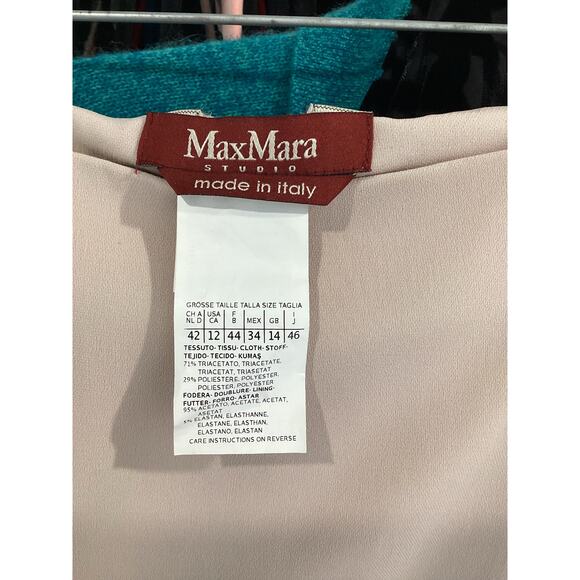 MaxMara
STUDIO
made in italy
GROSSE TAILLE TALLA SIZE TAGLIA
CH A USA F MEX GB I
NL D CA B J
42 12 44 34 14 46
TESSUTO-TISSU-CLOTH-STOFF-
TEJIDO-TECIDO-KUMAŞ
71% TRIACETATO, TRIACETATE,
TRIACETAT, TRIASETAT
29% POLIESTERE, POLYESTER,
POLIESTER, POLYESTER
FODERA-DOUBLURE-LINING-
FUTTER-FORRO-ASTAR
95% ACETATO, ACETATE, ACETAT,
ASETAT
5% ELASTAN, ELASTHANNE,
ELASTANE, ELASTHAN,
ELASTANO, ELASTAN
CARE INSTRUCTIONS ON REVERSE